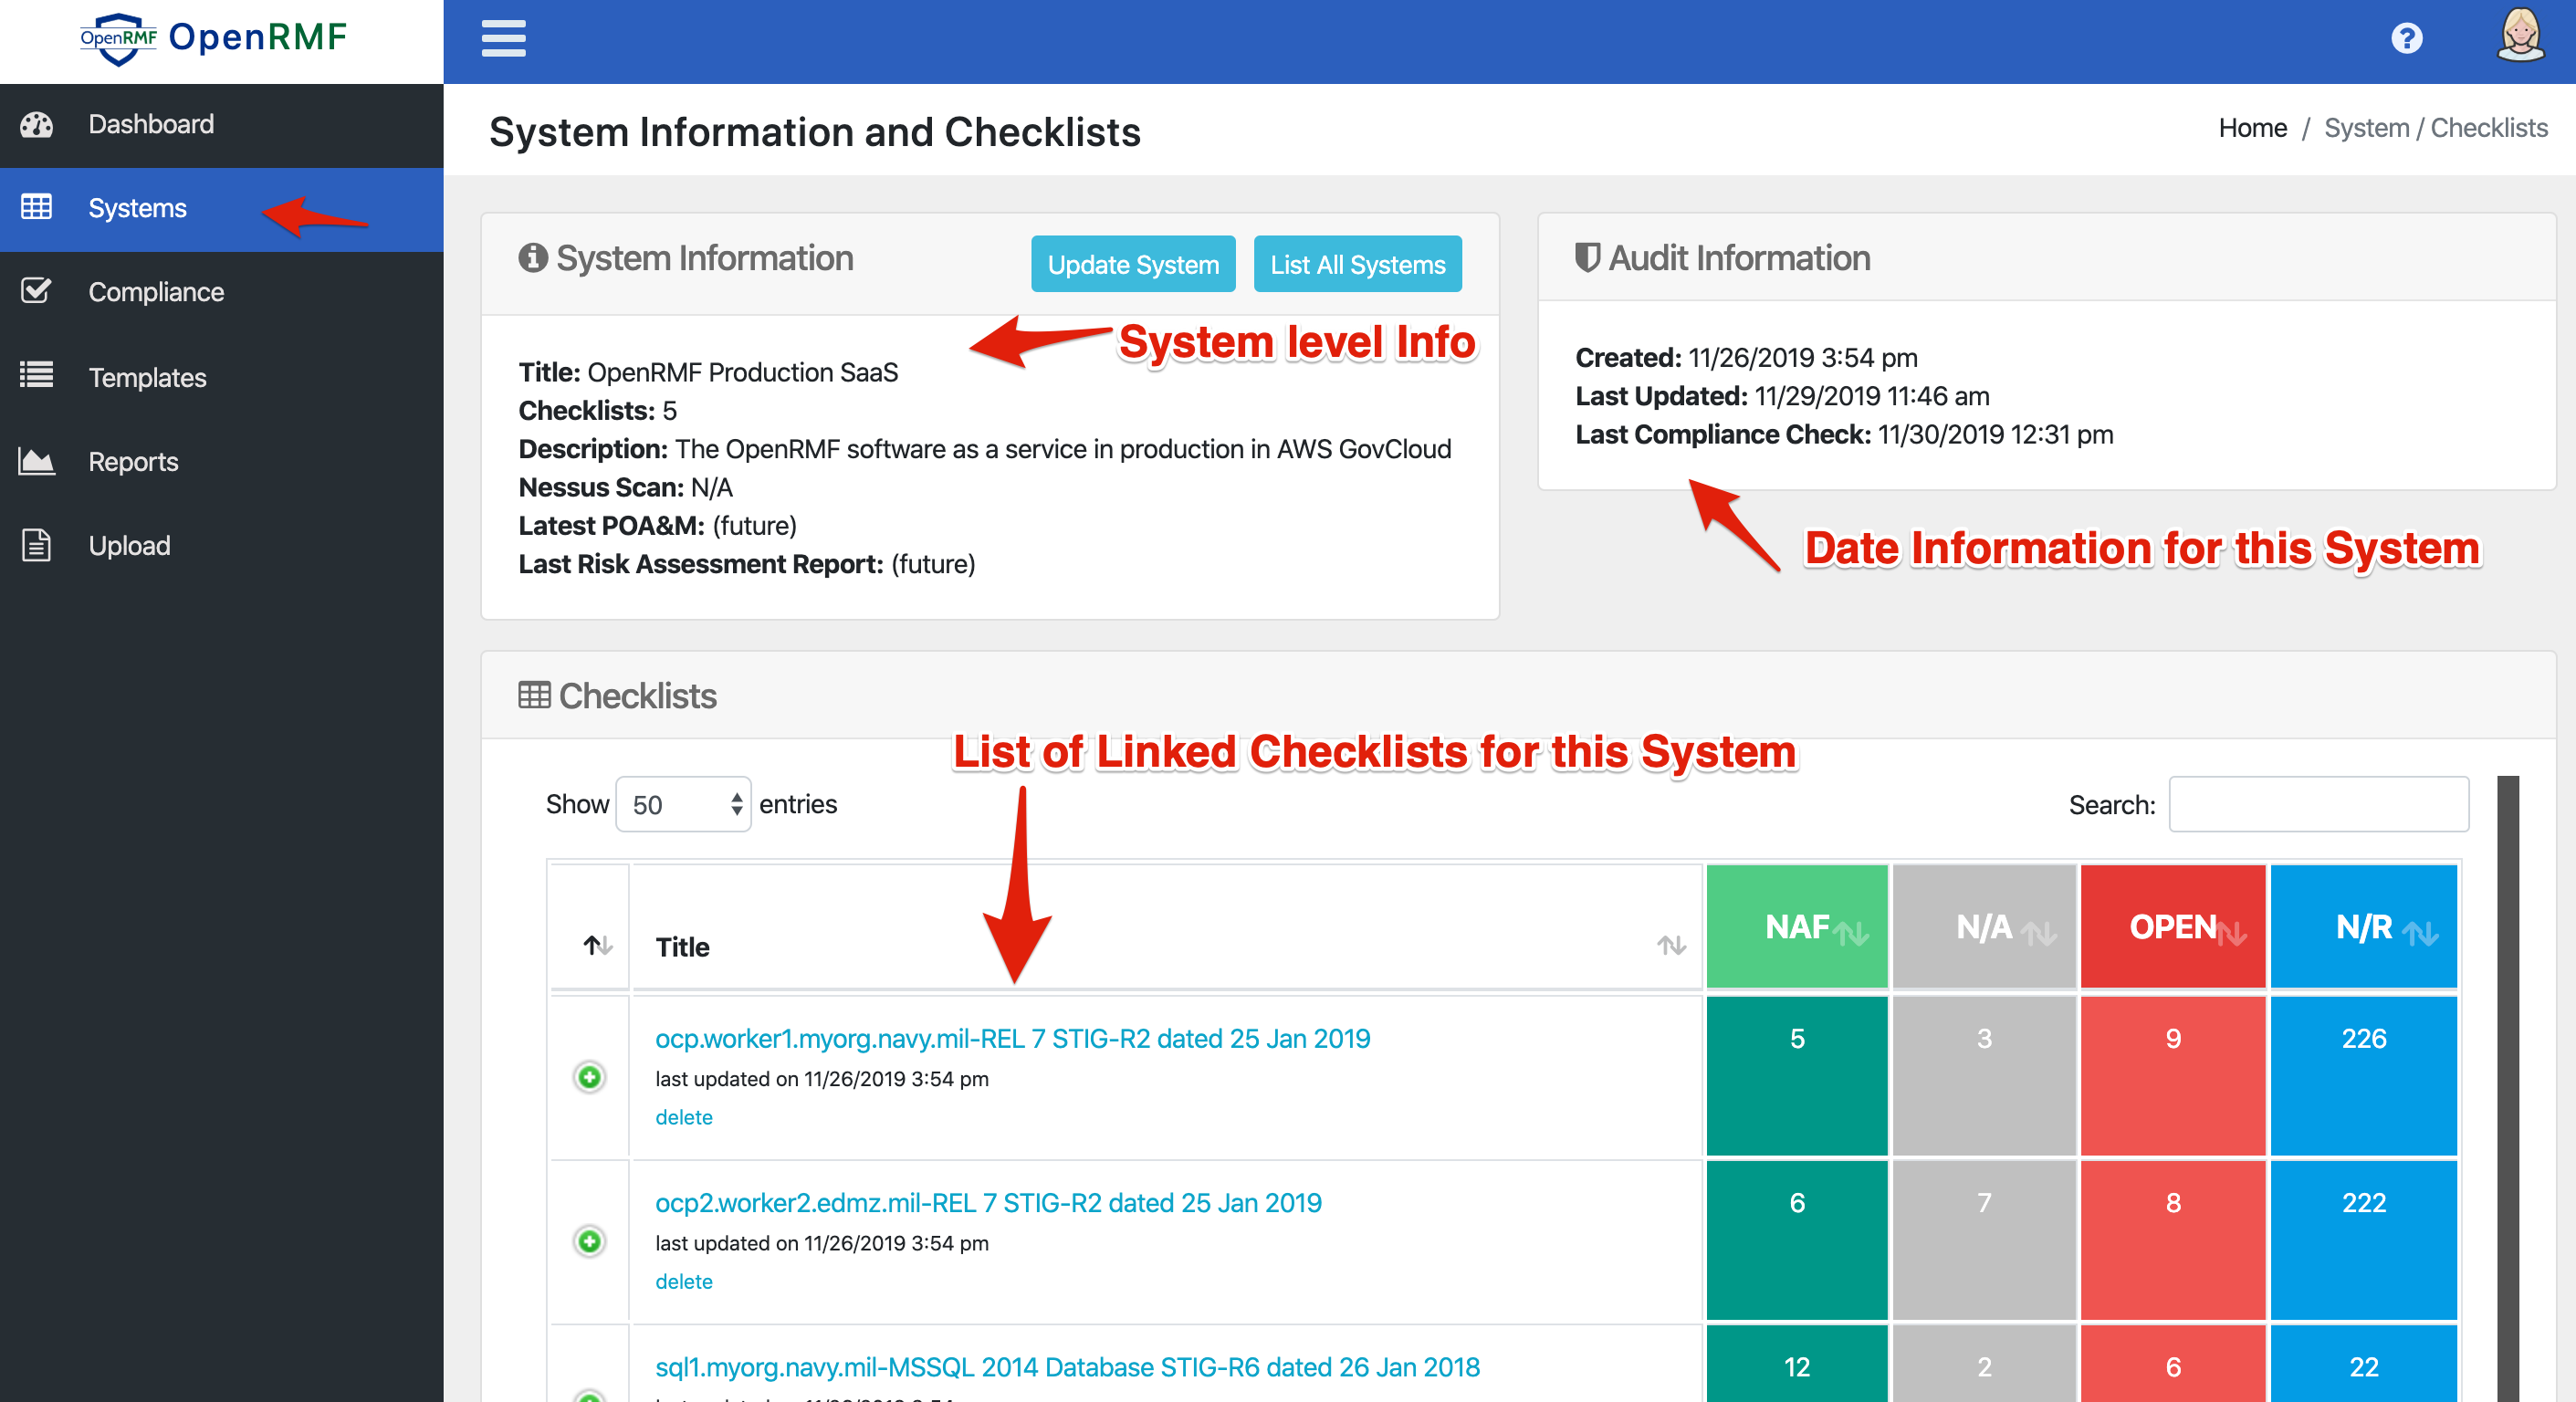 OpenRMF OpenRMF
Dashboard
Systems
Compliance
Templates
Reports
Upload
?
System Information and Checklists
Home / System / Checklists
System Information
Update System
List All Systems
System level Info
Title: OpenRMF Production SaaS
Checklists: 5
Description: The OpenRMF software as a service in production in AWS GovCloud
Nessus Scan: N/A
Latest POA&M: (future)
Last Risk Assessment Report: (future)
Audit Information
Created: 11/26/2019 3:54 pm
Last Updated: 11/29/2019 11:46 am
Last Compliance Check: 11/30/2019 12:31 pm
Date Information for this System
Checklists
List of Linked Checklists for this System
Show 50 entries
Search:
Title NAF N/A OPEN N/R
ocp.worker1.myorg.navy.mil-REL 7 STIG-R2 dated 25 Jan 2019 5 3 9 226
last updated on 11/26/2019 3:54 pm
delete
ocp2.worker2.edmz.mil-REL 7 STIG-R2 dated 25 Jan 2019 6 7 8 222
last updated on 11/26/2019 3:54 pm
delete
sql1.myorg.navy.mil-MSSQL 2014 Database STIG-R6 dated 26 Jan 2018 12 2 6 22